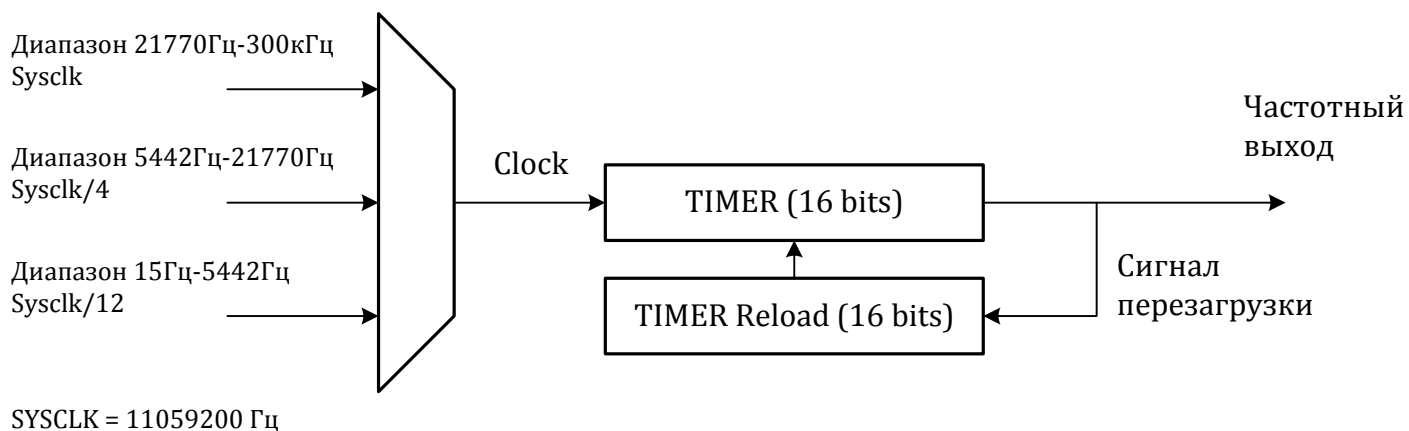 Диапазон 21770Гц-300кГц
Sysclk
Диапазон 5442Гц-21770Гц
Sysclk/4
Диапазон 15Гц-5442Гц
Sysclk/12
SYSCLK = 11059200 Гц
Clock
TIMER (16 bits)
TIMER Reload (16 bits)
Частотный
выход
Сигнал
перезагрузки